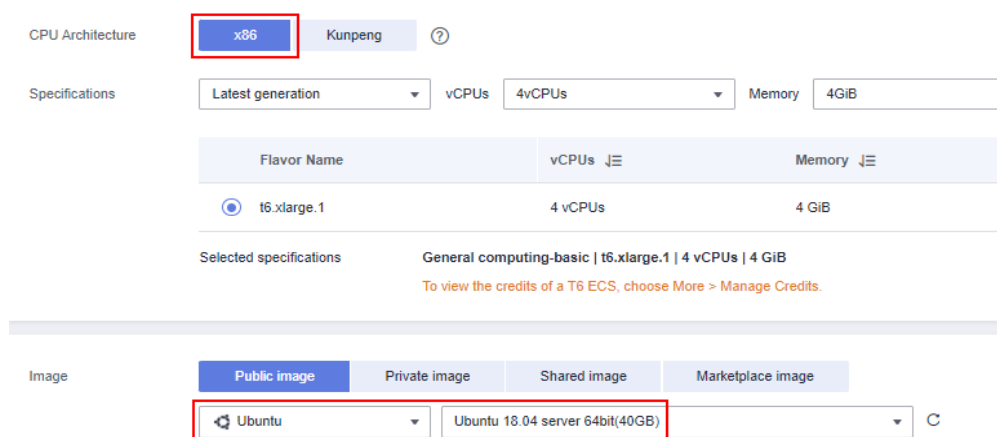 CPU Architecture x86 Kunpeng ?
Specifications Latest generation vCPUs 4vCPUs Memory 4GiB
Flavor Name vCPUs Memory
t6.xlarge.1 4 vCPUs 4 GiB
Selected specifications General computing-basic | t6.xlarge.1 | 4 vCPUs | 4 GiB
To view the credits of a T6 ECS, choose More > Manage Credits.
Image Public image Private image Shared image Marketplace image
Ubuntu Ubuntu 18.04 server 64bit(40GB)